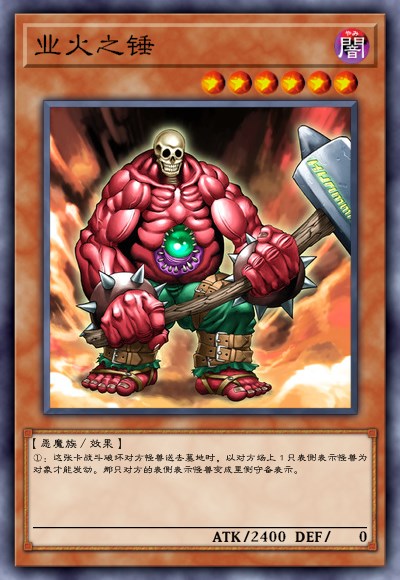 业火之锤
やみ
闇
【恶魔族／效果】
①：这张卡战斗破坏对方怪兽送去墓地时，以对方场上１只表侧表示怪兽为
对象才能发动。那只对方的表侧表示怪兽变成里侧守备表示。
ATK/2400 DEF/ 0